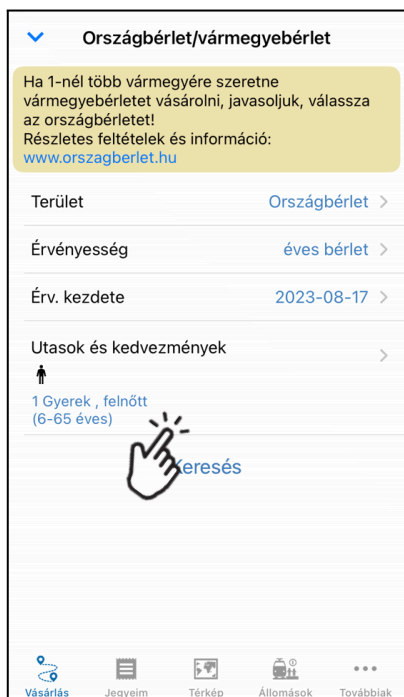 Országbérlet/vármegyebérlet
Ha 1-nél több vármegyére szeretne
vármegyebérletet vásárolni, javasoljuk, válassza
az országbérletet!
Részletes feltételek és információ:
www.orszagberlet.hu
Terület Országbérlet
Érvényesség éves bérlet
Érv. kezdete 2023-08-17
Utasok és kedvezmények
1 Gyerek , felnőtt
(6-65 éves)
Keresés
Vásárlás Jegyeim Térkép Állomások Továbbiak